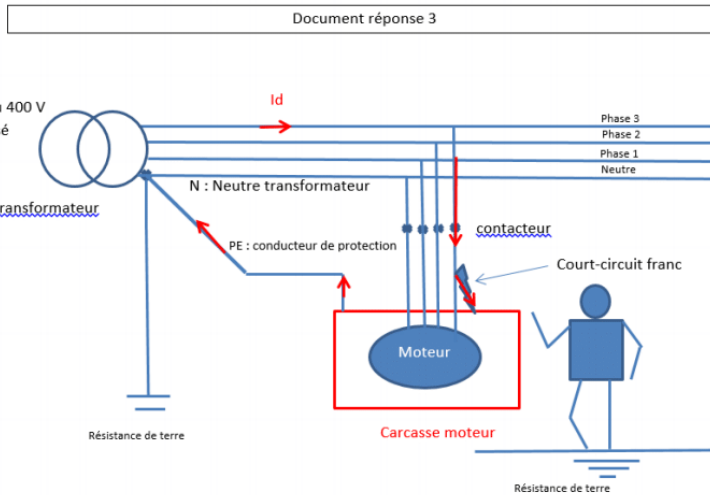 Document réponse 3
Id
400 V
Phase 3
Phase 2
Phase 1
Neutre
N : Neutre transformateur
contacteur
PE : conducteur de protection
Court-circuit franc
Moteur
Carcasse moteur
Résistance de terre
Résistance de terre